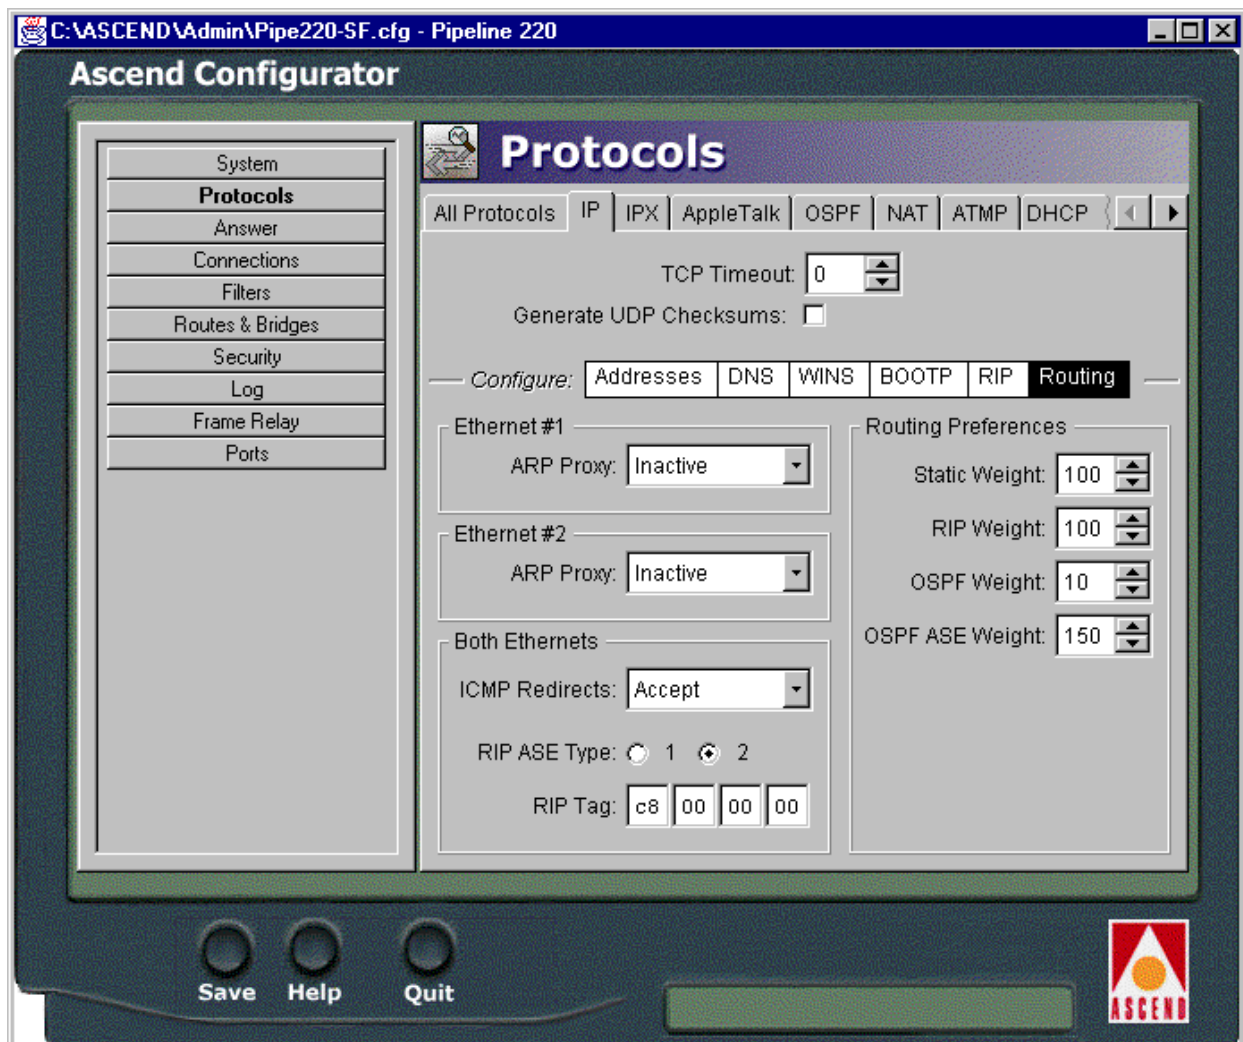 C:\ASCEND\Admin\Pipe220-SF.cfg - Pipeline 220
Ascend Configurator
System
Protocols
Answer
Connections
Filters
Routes & Bridges
Security
Log
Frame Relay
Ports
Protocols
All Protocols IP IPX AppleTalk OSPF NAT ATMP DHCP
TCP Timeout: 0
Generate UDP Checksums:
Configure: Addresses DNS WINS BOOTP RIP Routing
Ethernet #1
ARP Proxy: Inactive
Ethernet #2
ARP Proxy: Inactive
Both Ethernets
ICMP Redirects: Accept
RIP ASE Type: 1 2
RIP Tag: c8 00 00 00
Routing Preferences
Static Weight: 100
RIP Weight: 100
OSPF Weight: 10
OSPF ASE Weight: 150
Save Help Quit
ASCEND